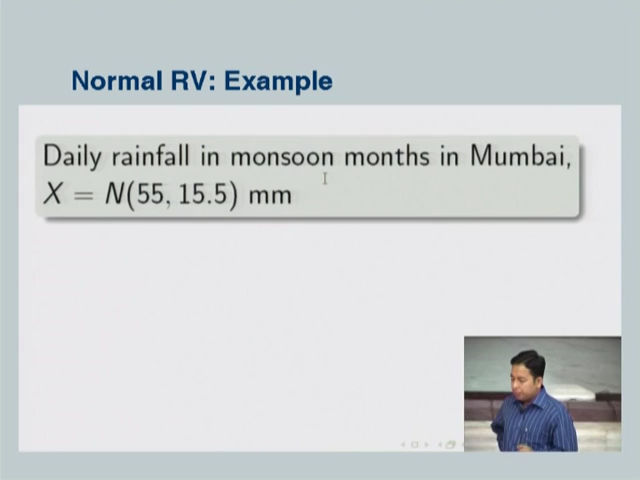 Normal RV: Example
Daily rainfall in monsoon months in Mumbai,
X = N(55, 15.5) mm